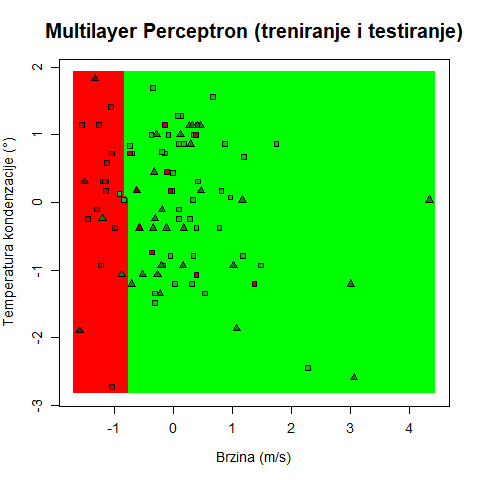 Multilayer Perceptron (treniranje i testiranje)
Temperatura kondenzacije (°)
2
1
0
-1
-2
-3
-1 0 1 2 3 4
Brzina (m/s)